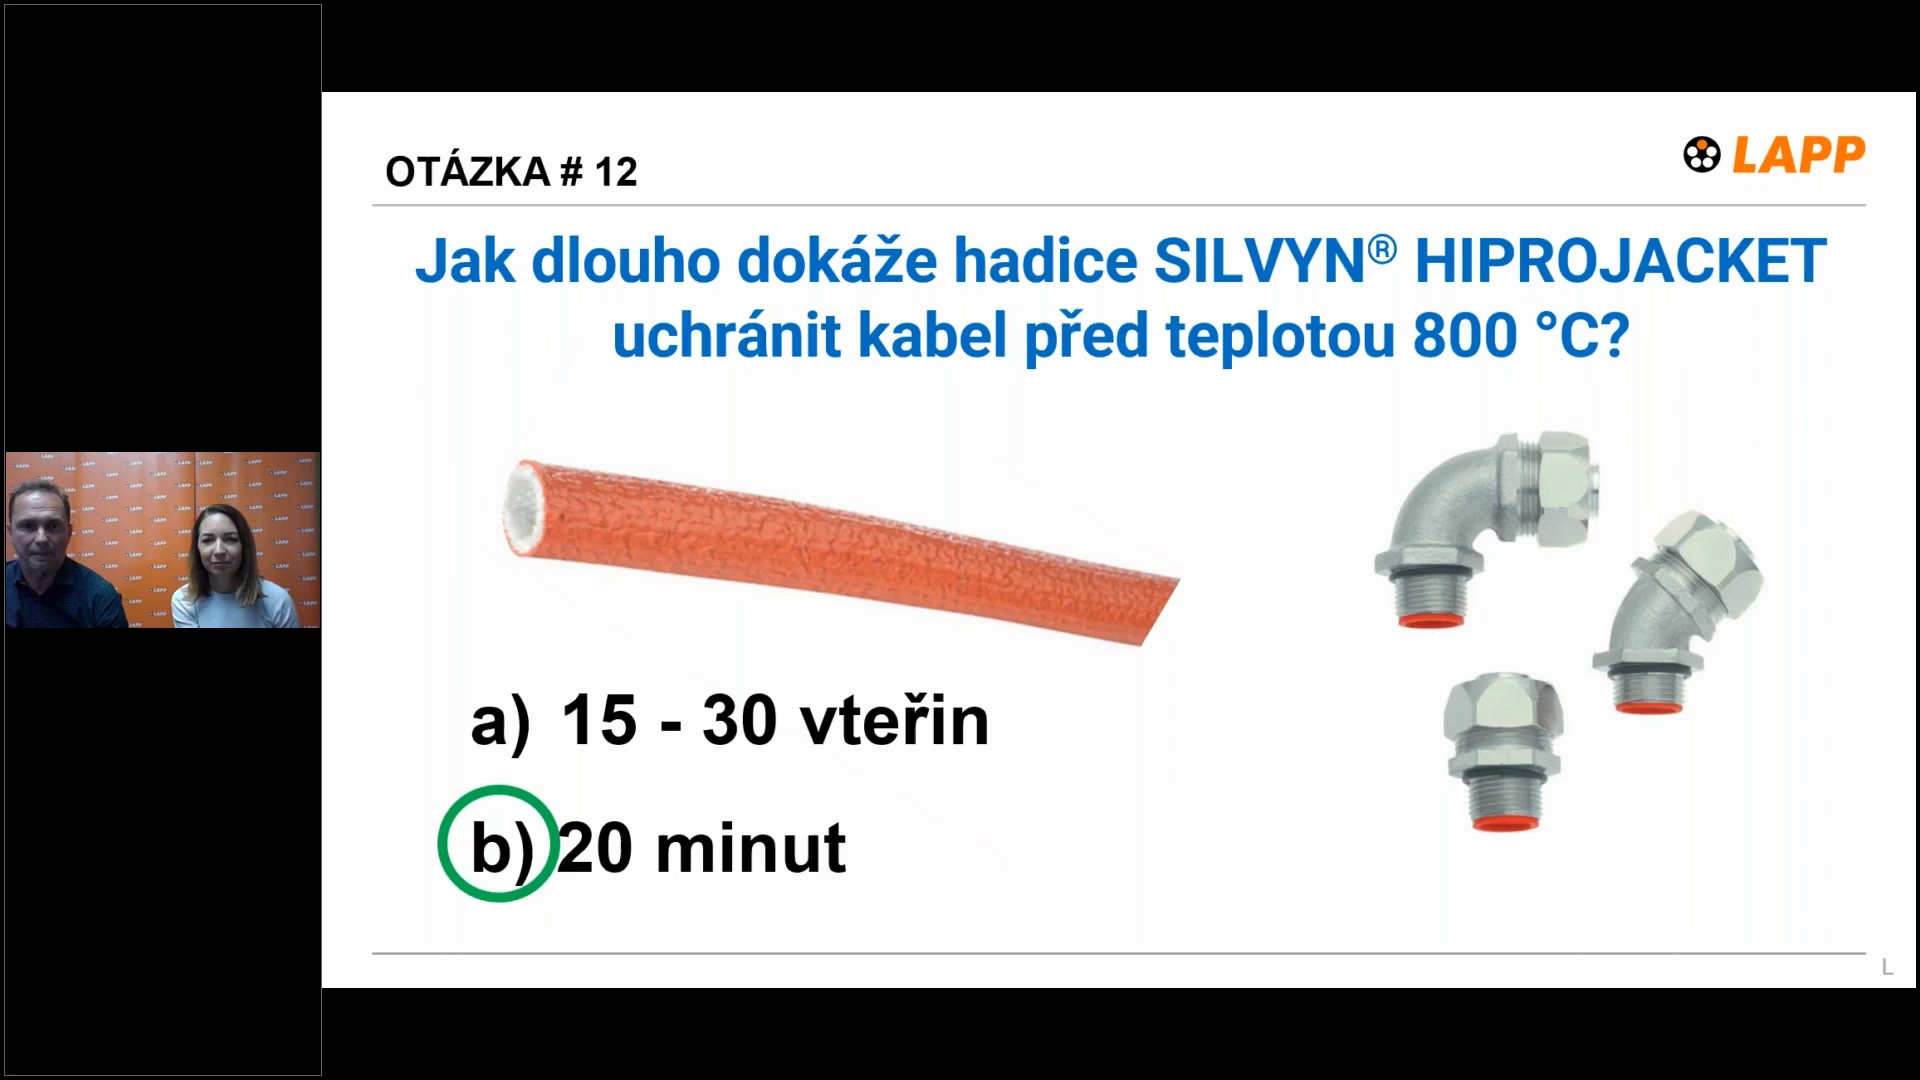 OTÁZKA # 12
LAPP
Jak dlouho dokáže hadice SILVYN® HIPROJACKET
uchránit kabel před teplotou 800 °C?
a) 15 - 30 vteřin
b) 20 minut
L